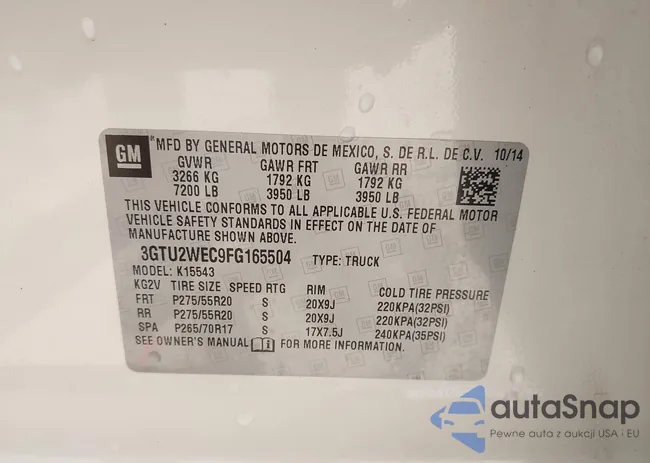 GM
MFD BY GENERAL MOTORS DE MEXICO, S. DE R.L. DE C.V. 10/14
GVWR GAWR FRT GAWR RR
3266 KG 1792 KG 1792 KG
7200 LB 3950 LB 3950 LB
THIS VEHICLE CONFORMS TO ALL APPLICABLE U.S. FEDERAL MOTOR
VEHICLE SAFETY STANDARDS IN EFFECT ON THE DATE OF
MANUFACTURE SHOWN ABOVE.
3GTU2WEC9FG165504 TYPE: TRUCK
MODEL: K15543
KG2V TIRE SIZE SPEED RTG RIM COLD TIRE PRESSURE
FRT P275/55R20 S 20X9J 220KPA(32PSI)
RR P275/55R20 S 20X9J 220KPA(32PSI)
SPA P265/70R17 S 17X7.5J 240KPA(35PSI)
SEE OWNER'S MANUAL FOR MORE INFORMATION.
autaSnap
Pewne auta z aukcji USA i EU